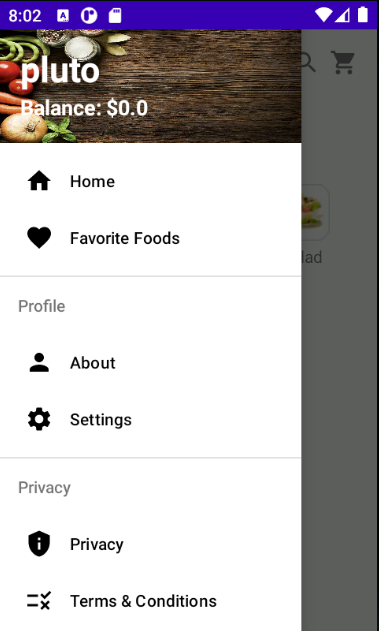 8:02
pluto
Balance: $0.0
Home
Favorite Foods
lad
Profile
About
Settings
Privacy
Privacy
Terms & Conditions